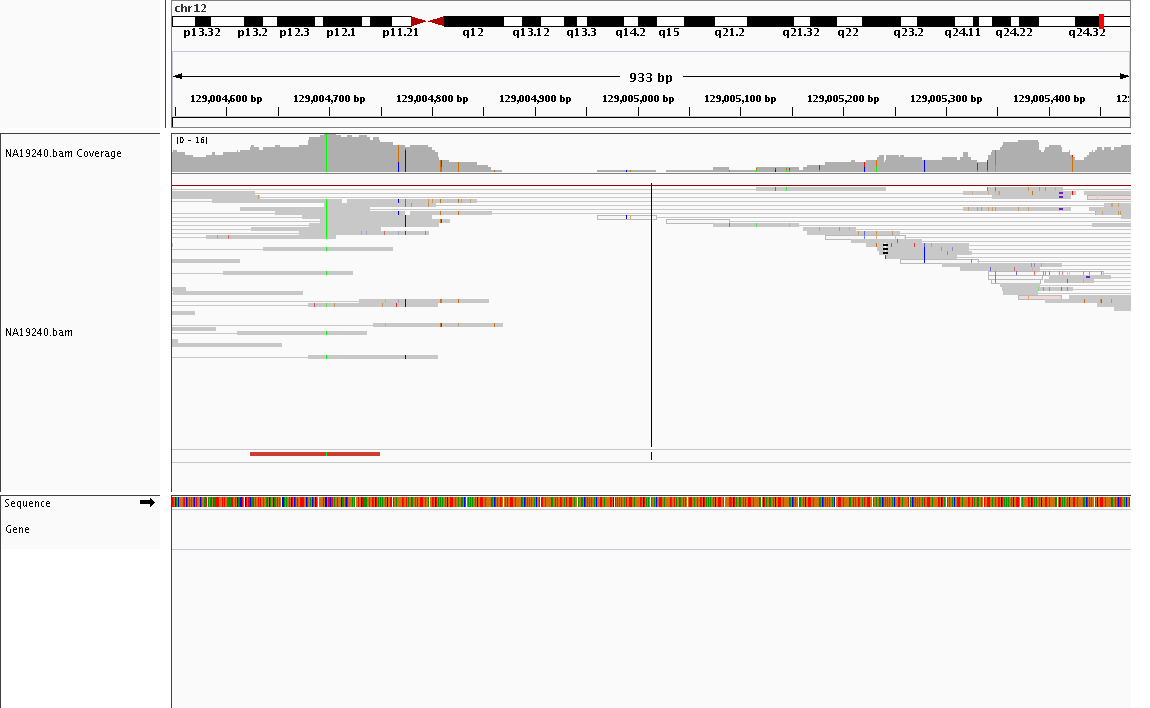 chr12
p13.32 p13.2 p12.3 p12.1 p11.21 q12 q13.12 q13.3 q14.2 q15 q21.2 q21.32 q22 q23.2 q24.11 q24.22 q24.32
933 bp
129,004,600 bp 129,004,700 bp 129,004,800 bp 129,004,900 bp 129,005,000 bp 129,005,100 bp 129,005,200 bp 129,005,300 bp 129,005,400 bp 129
[0 - 16]
NA19240.bam Coverage
NA19240.bam
Sequence
Gene